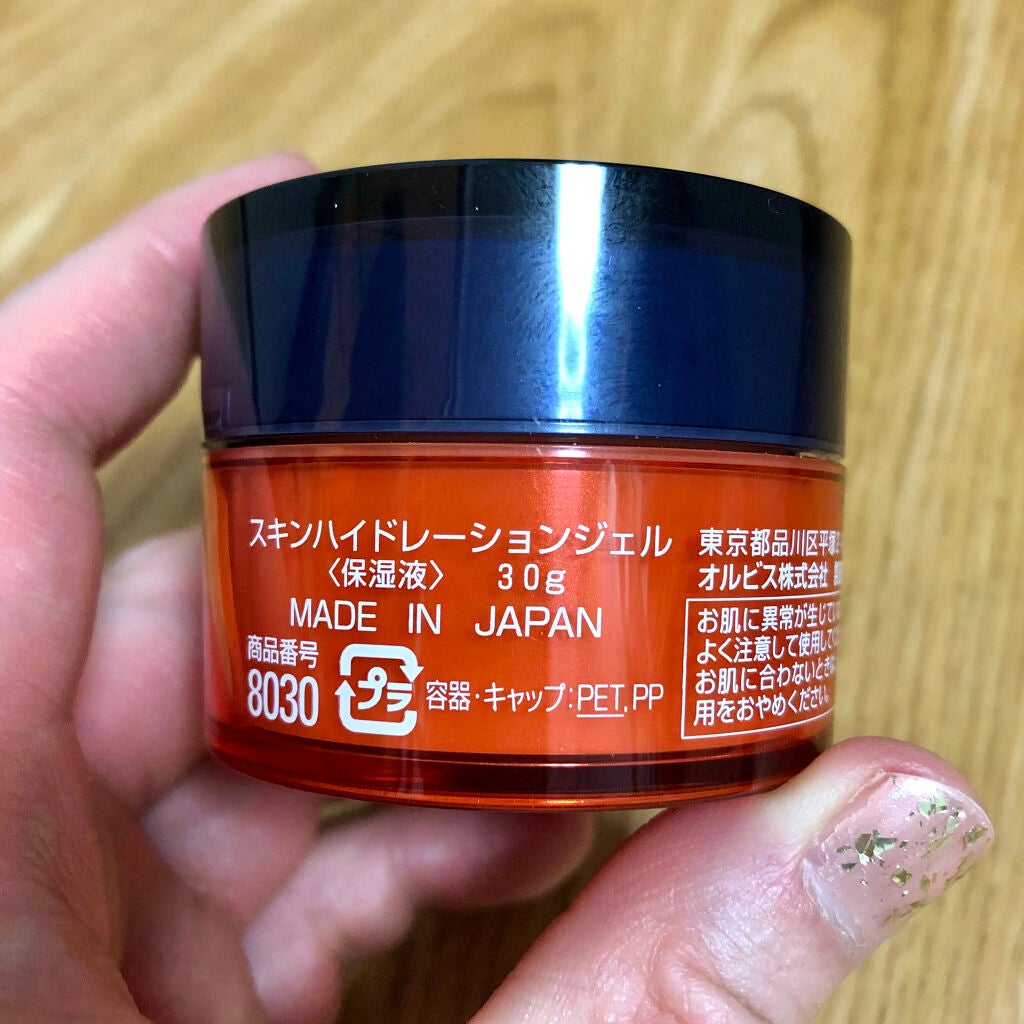 スキンハイドレーションジェル
〈保湿液〉 30g
MADE IN JAPAN
商品番号
8030
プラ
容器・キャップ:PET,PP
東京都品川区平塚
オルビス株式会社
お肌に異常が生じてい
よく注意して使用して
お肌に合わないときは
用をおやめください。